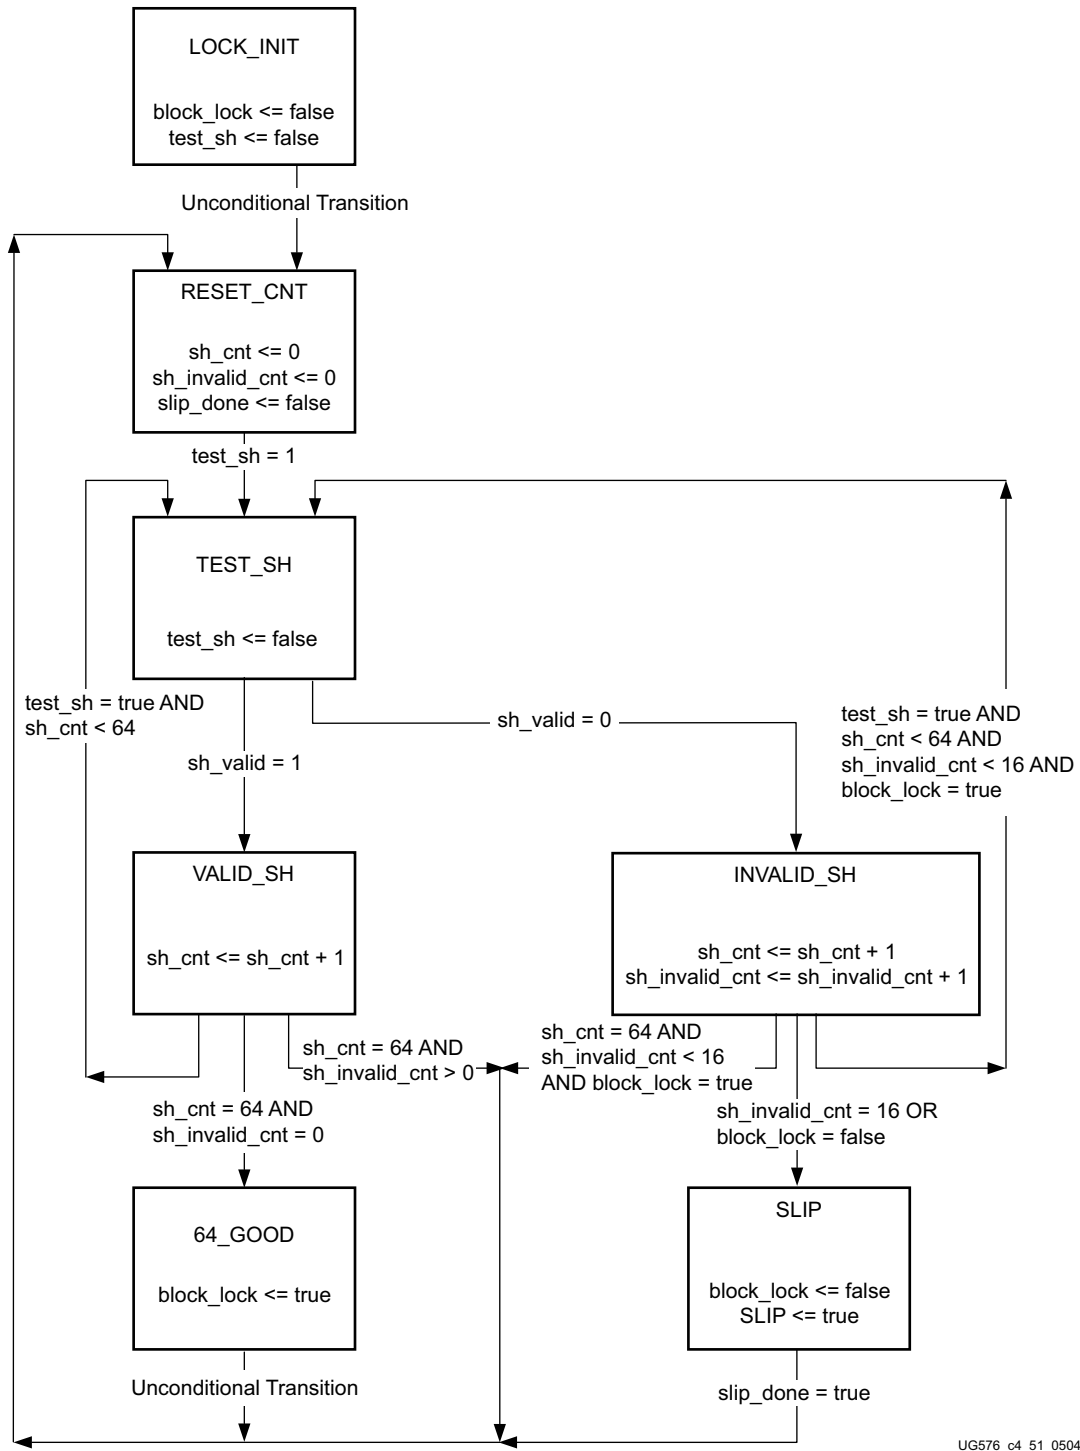 LOCK_INIT
block_lock <= false
test_sh <= false
Unconditional Transition
RESET_CNT
sh_cnt <= 0
sh_invalid_cnt <= 0
slip_done <= false
test_sh = 1
TEST_SH
test_sh <= false
test_sh = true AND
sh_cnt < 64
sh_valid = 0
test_sh = true AND
sh_cnt < 64 AND
sh_invalid_cnt < 16 AND
block_lock = true
sh_valid = 1
VALID_SH
sh_cnt <= sh_cnt + 1
INVALID_SH
sh_cnt <= sh_cnt + 1
sh_invalid_cnt <= sh_invalid_cnt + 1
sh_cnt = 64 AND
sh_invalid_cnt > 0
sh_cnt = 64 AND
sh_invalid_cnt < 16
AND block_lock = true
sh_cnt = 64 AND
sh_invalid_cnt = 0
sh_invalid_cnt = 16 OR
block_lock = false
64_GOOD
block_lock <= true
SLIP
block_lock <= false
SLIP <= true
Unconditional Transition
slip_done = true
UG576_c4_51_0504